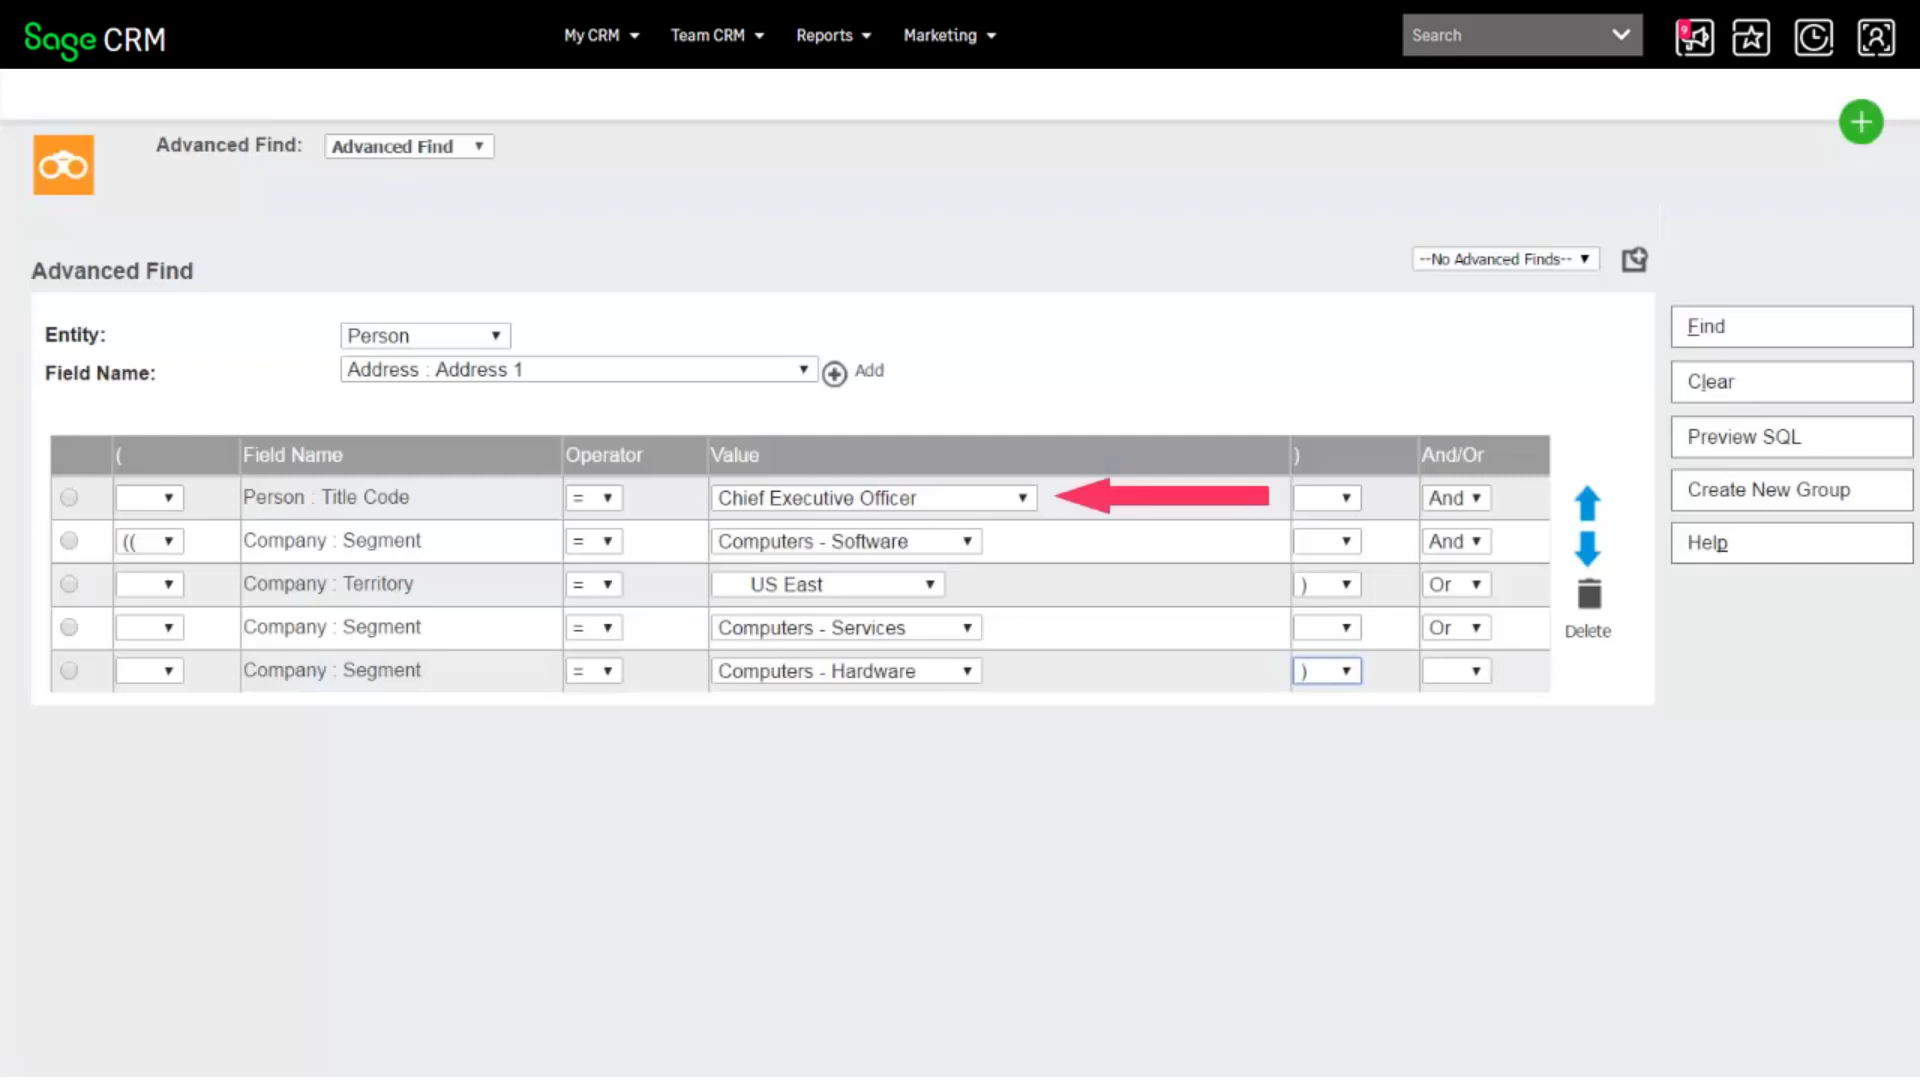 Sage CRM
My CRM Team CRM Reports Marketing
Search
9
Advanced Find: Advanced Find
--No Advanced Finds--
Advanced Find
Entity: Person
Field Name: Address : Address 1 Add
( Field Name Operator Value ) And/Or
Person : Title Code = Chief Executive Officer And
(( Company : Segment = Computers - Software And
Company : Territory = US East ) Or
Company : Segment = Computers - Services Or
Company : Segment = Computers - Hardware )
Delete
Find
Clear
Preview SQL
Create New Group
Help